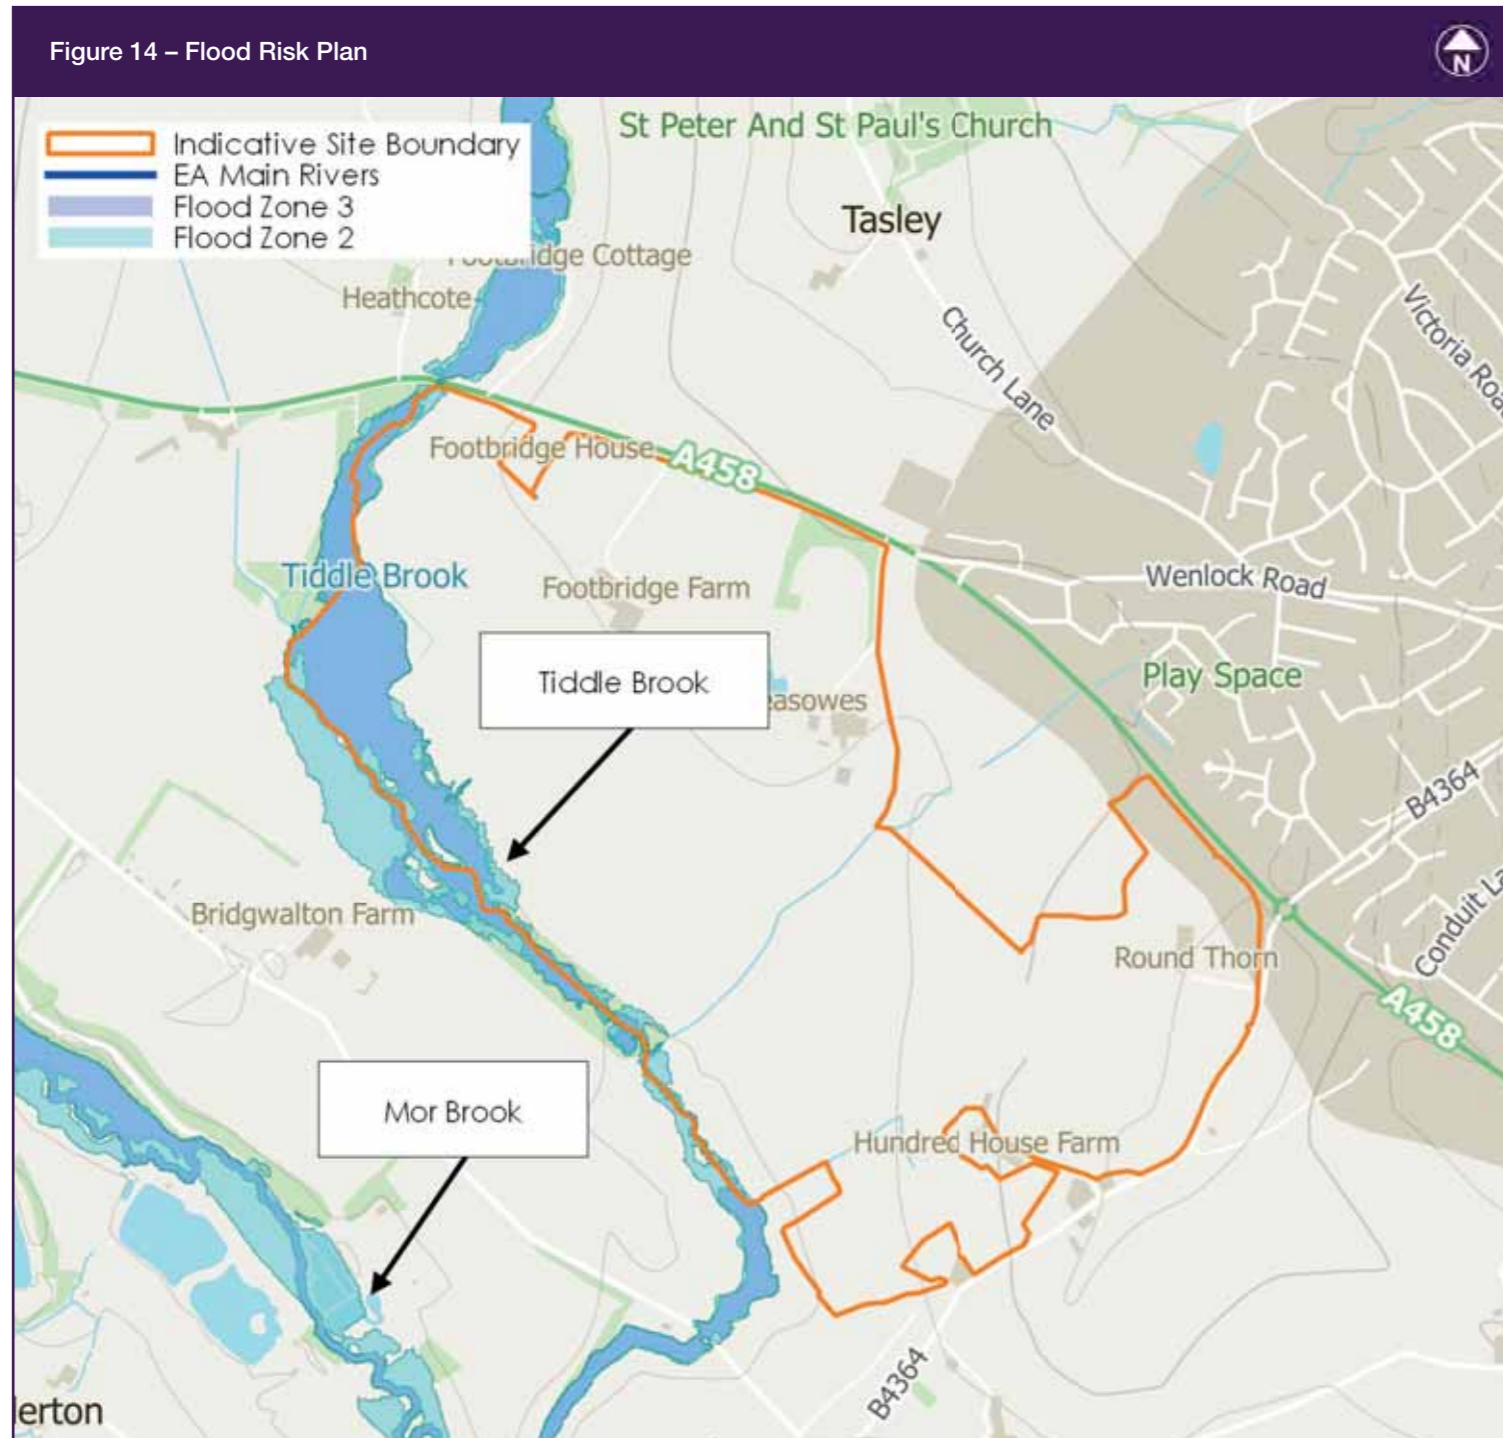 Figure 14 – Flood Risk Plan
N
Indicative Site Boundary
EA Main Rivers
Flood Zone 3
Flood Zone 2
St Peter And St Paul's Church
Tasley
Cottage
Heathcote
Church Lane
Victoria
Footbridge House
A458
Tiddle Brook
Footbridge Farm
Wenlock Road
Tiddle Brook
Play Space
easowes
B4364
Bridgwalton Farm
Conduit
Round Thorn
A458
Mor Brook
Hundred House Farm
B4364
lerton